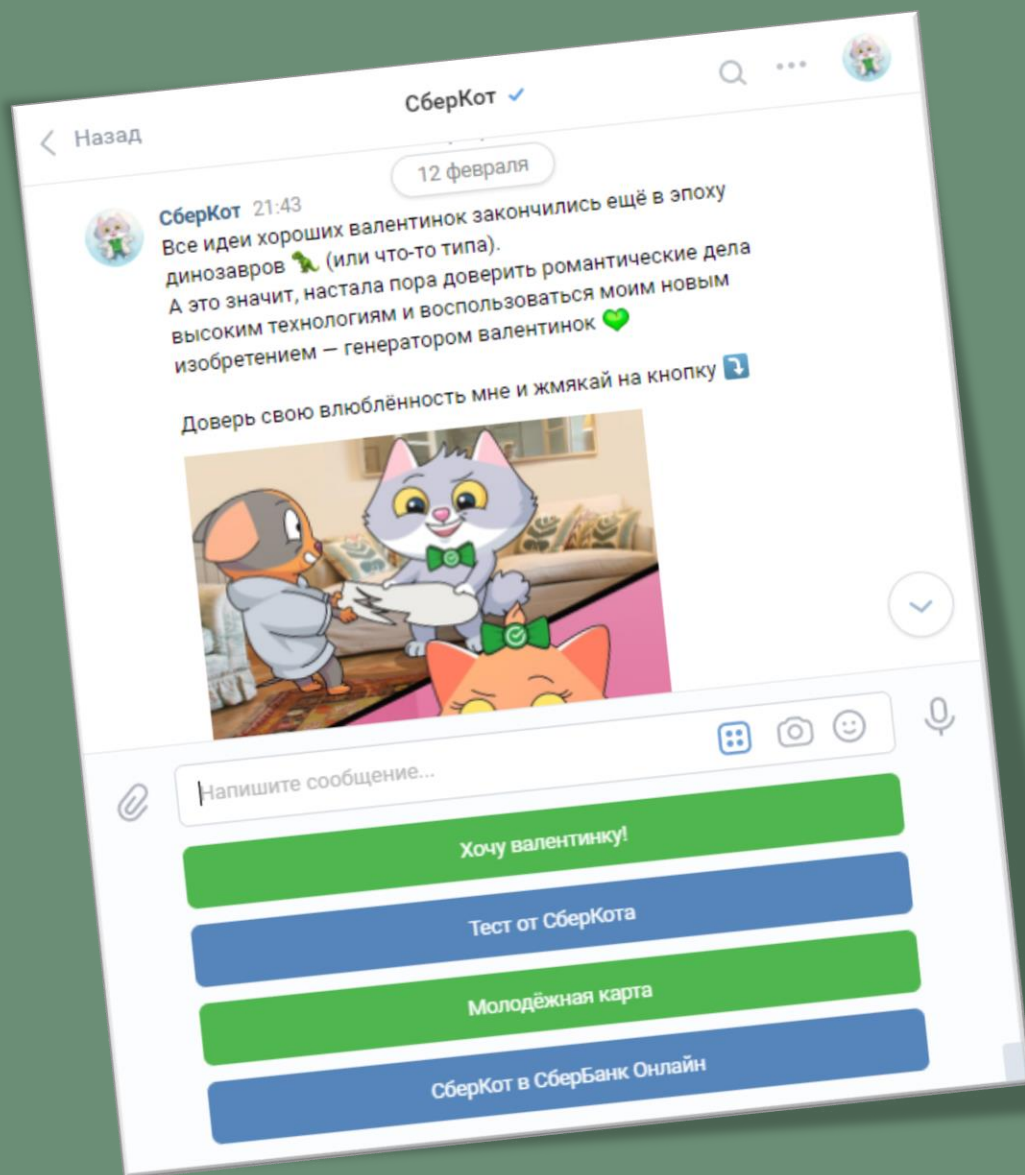 Назад
СберКот
12 февраля
СберКот 21:43
Все идеи хороших валентинок закончились ещё в эпоху
динозавров 🦖 (или что-то типа).
А это значит, настала пора доверить романтические дела
высоким технологиям и воспользоваться моим новым
изобретением — генератором валентинок 💚
Доверь свою влюблённость мне и жмякай на кнопку ⤵️
Напишите сообщение...
Хочу валентинку!
Тест от СберКота
Молодёжная карта
СберКот в СберБанк Онлайн